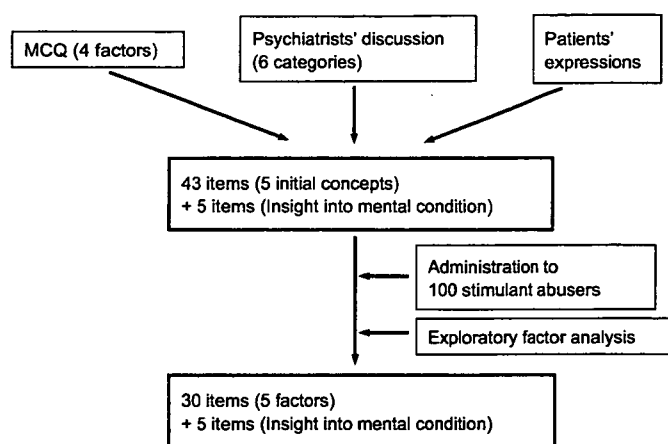 MCQ (4 factors)
Psychiatrists' discussion
(6 categories)
Patients'
expressions
43 items (5 initial concepts)
+ 5 items (Insight into mental condition)
Administration to
100 stimulant abusers
Exploratory factor analysis
30 items (5 factors)
+ 5 items (Insight into mental condition)